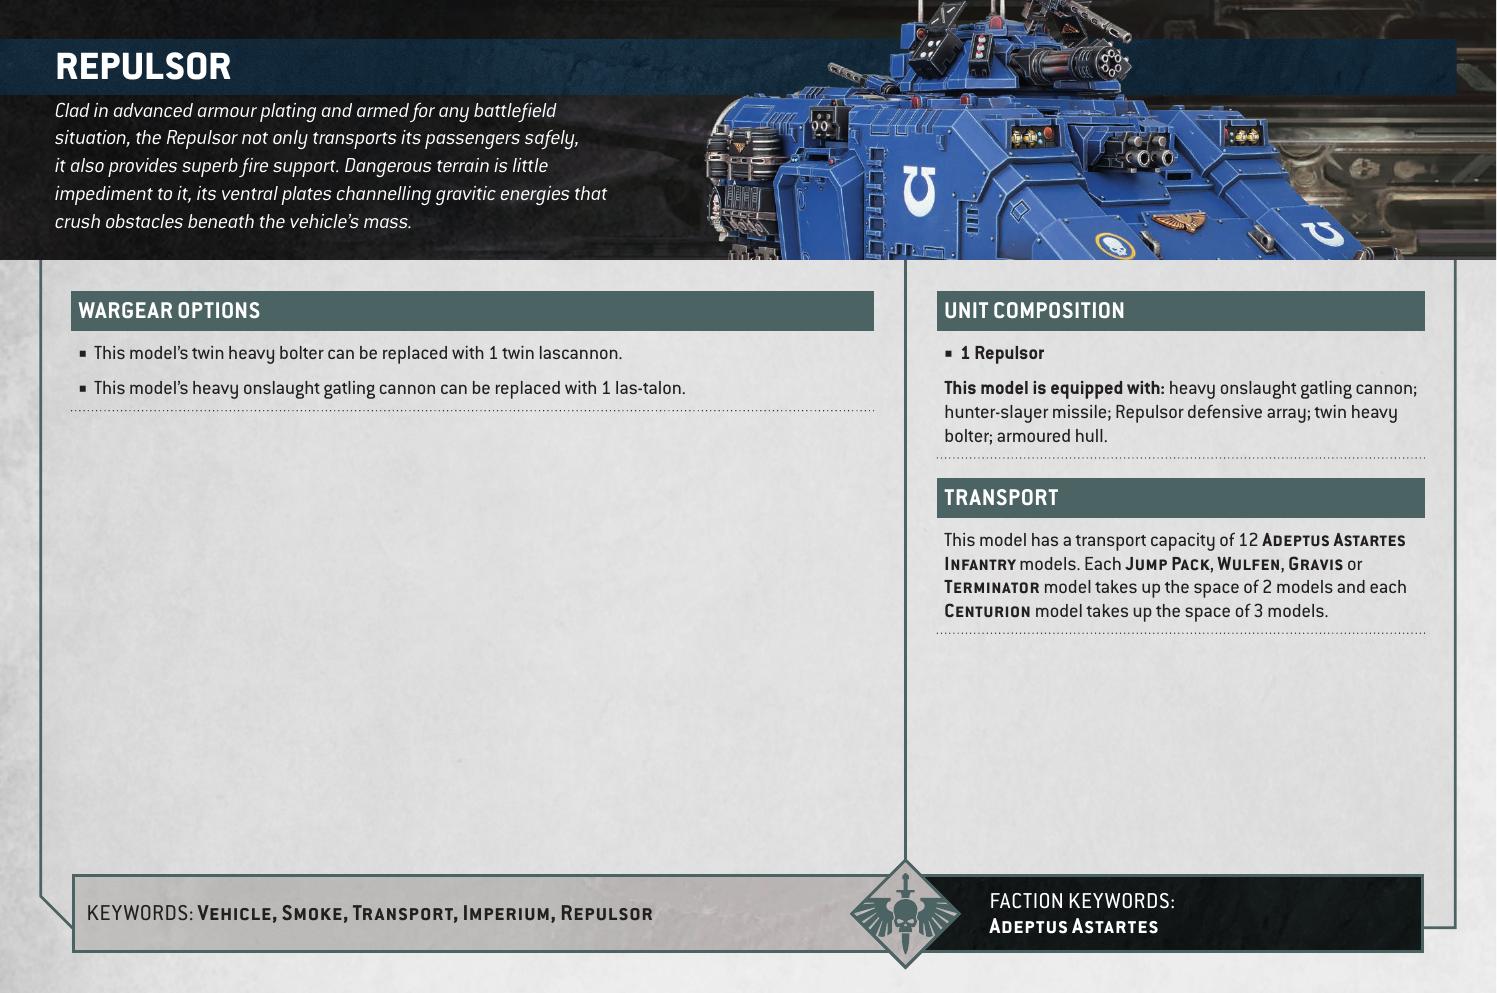 REPULSOR
Clad in advanced armour plating and armed for any battlefield
situation, the Repulsor not only transports its passengers safely,
it also provides superb fire support. Dangerous terrain is little
impediment to it, its ventral plates channelling gravitic energies that
crush obstacles beneath the vehicle's mass.
WARGEAR OPTIONS
■ This model's twin heavy bolter can be replaced with 1 twin lascannon.
■ This model's heavy onslaught gatling cannon can be replaced with 1 las-talon.
UNIT COMPOSITION
■ 1 Repulsor
This model is equipped with: heavy onslaught gatling cannon;
hunter-slayer missile; Repulsor defensive array; twin heavy
bolter; armoured hull.
TRANSPORT
This model has a transport capacity of 12 ADEPTUS ASTARTES
INFANTRY models. Each JUMP PACK, WULFEN, GRAVIS or
TERMINATOR model takes up the space of 2 models and each
CENTURION model takes up the space of 3 models.
KEYWORDS: VEHICLE, SMOKE, TRANSPORT, IMPERIUM, REPULSOR
FACTION KEYWORDS:
ADEPTUS ASTARTES